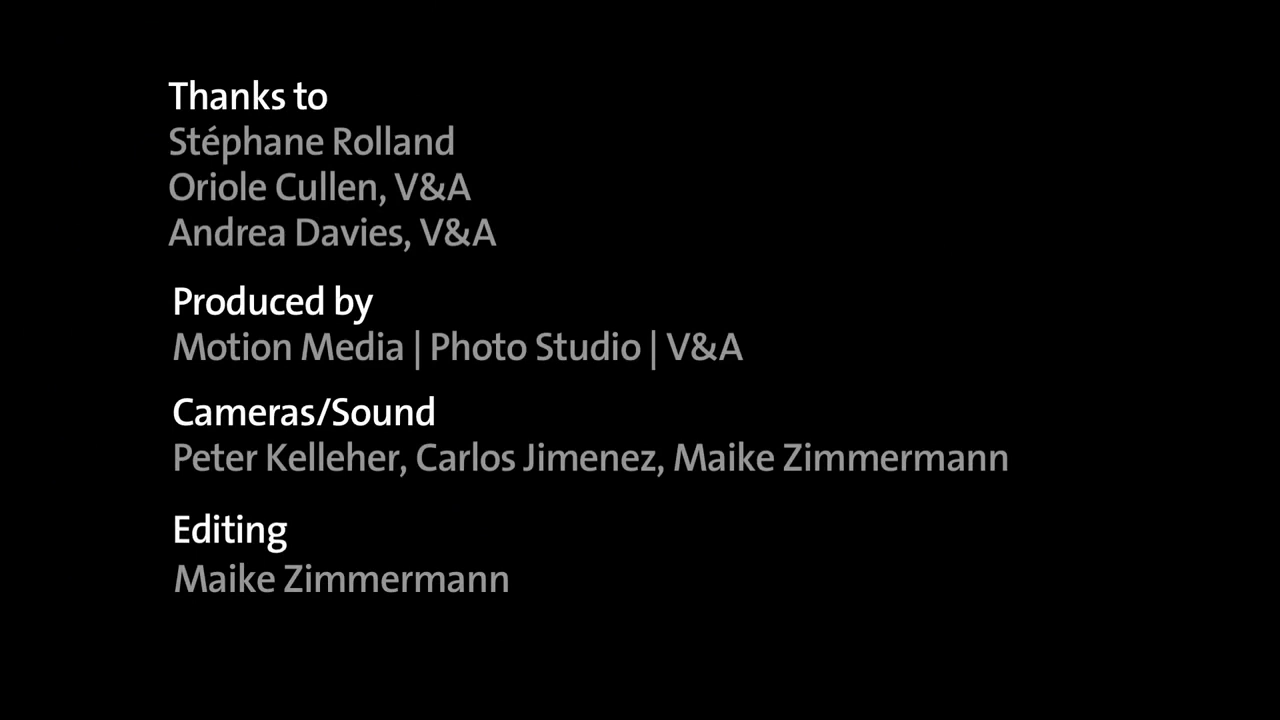 Thanks to
Stéphane Rolland
Oriole Cullen, V&A
Andrea Davies, V&A
Produced by
Motion Media | Photo Studio | V&A
Cameras/Sound
Peter Kelleher, Carlos Jimenez, Maike Zimmermann
Editing
Maike Zimmermann